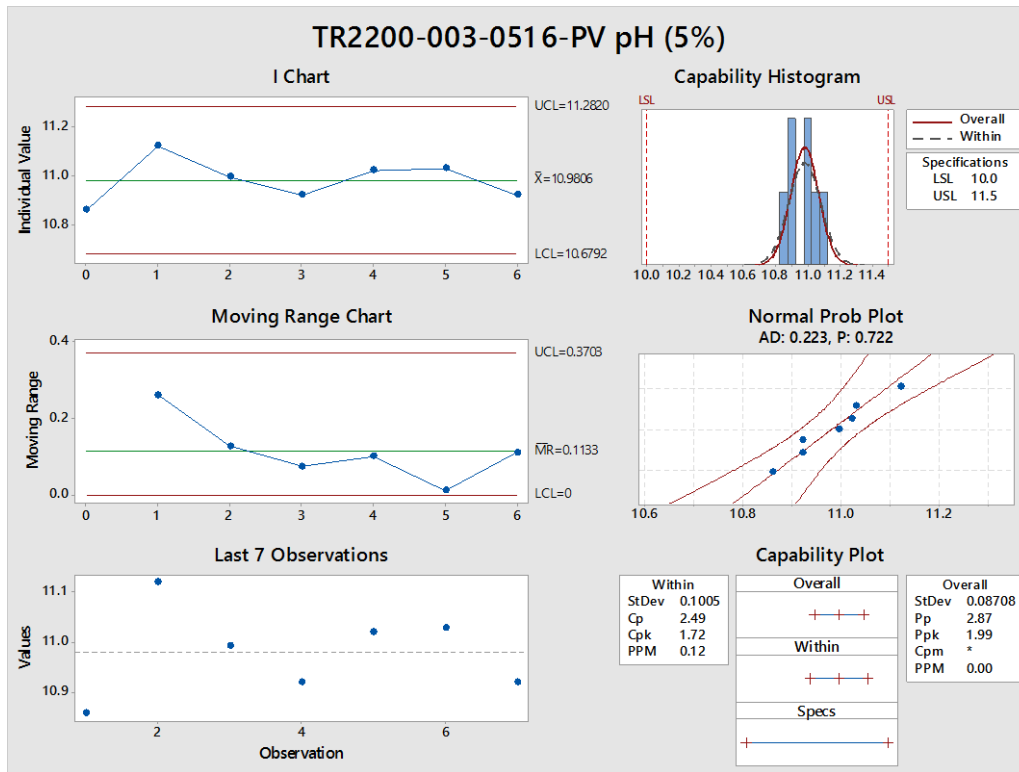 TR2200-003-0516-PV pH (5%)
I Chart
Individual Value
11.2
11.0
10.8
UCL=11.2820
X̄=10.9806
LCL=10.6792
0 1 2 3 4 5 6
Capability Histogram
LSL USL
10.0 10.2 10.4 10.6 10.8 11.0 11.2 11.4
Overall
Within
Specifications
LSL 10.0
USL 11.5
Moving Range Chart
Moving Range
0.4
0.2
0.0
UCL=0.3703
M̅R̅=0.1133
LCL=0
0 1 2 3 4 5 6
Normal Prob Plot
AD: 0.223, P: 0.722
10.6 10.8 11.0 11.2
Last 7 Observations
Values
11.1
11.0
10.9
2 4 6
Observation
Capability Plot
Within
StDev 0.1005
Cp 2.49
Cpk 1.72
PPM 0.12
Overall
Within
Specs
Overall
StDev 0.08708
Pp 2.87
Ppk 1.99
Cpm *
PPM 0.00